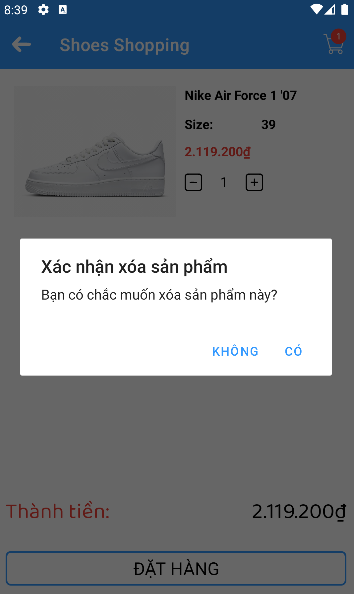 8:39
Shoes Shopping
1
Nike Air Force 1 '07
Size: 39
2.119.200₫
1
Xác nhận xóa sản phẩm
Bạn có chắc muốn xóa sản phẩm này?
KHÔNG CÓ
Thành tiền: 2.119.200₫
ĐẶT HÀNG